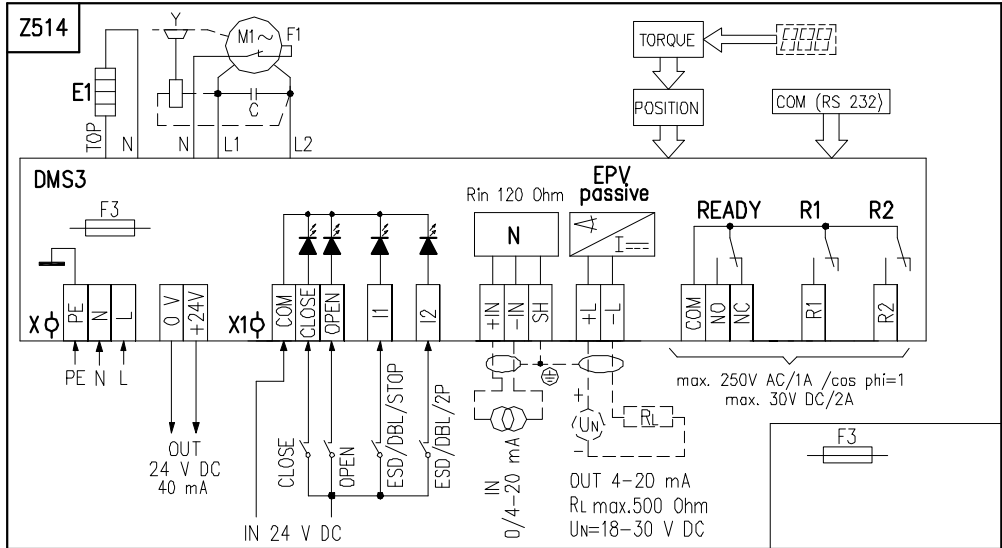 Z514
Y
M1~
F1
E1
C
TOP
N
N
L1
L2
TORQUE
POSITION
COM (RS 232)
DMS3
F3
Rin 120 Ohm
N
EPV
passive
I
READY
R1
R2
X
PE
N
L
0 V
+24V
X1
COM
CLOSE
OPEN
I1
I2
+IN
-IN
SH
+L
-L
COM
NO
NC
R1
R2
PE N L
OUT
24 V DC
40 mA
CLOSE
OPEN
ESD/DBL/STOP
ESD/DBL/2P
IN 24 V DC
IN
0/4-20 mA
+
UN
-
RL
OUT 4-20 mA
RL max.500 Ohm
UN=18-30 V DC
max. 250V AC/1A /cos phi=1
max. 30V DC/2A
F3